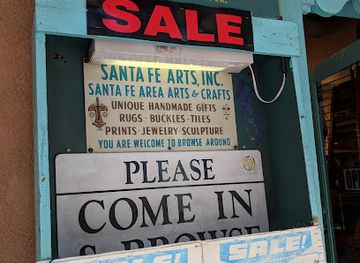 SALE
SANTA FE ARTS, INC.
SANTA FE AREA ARTS & CRAFTS
UNIQUE HANDMADE GIFTS
RUGS · BUCKLES · TILES
PRINTS · JEWELRY · SCULPTURE
YOU ARE WELCOME TO BROWSE AROUND
PLEASE
COME IN
& BROWSE
SALE!
SALE!